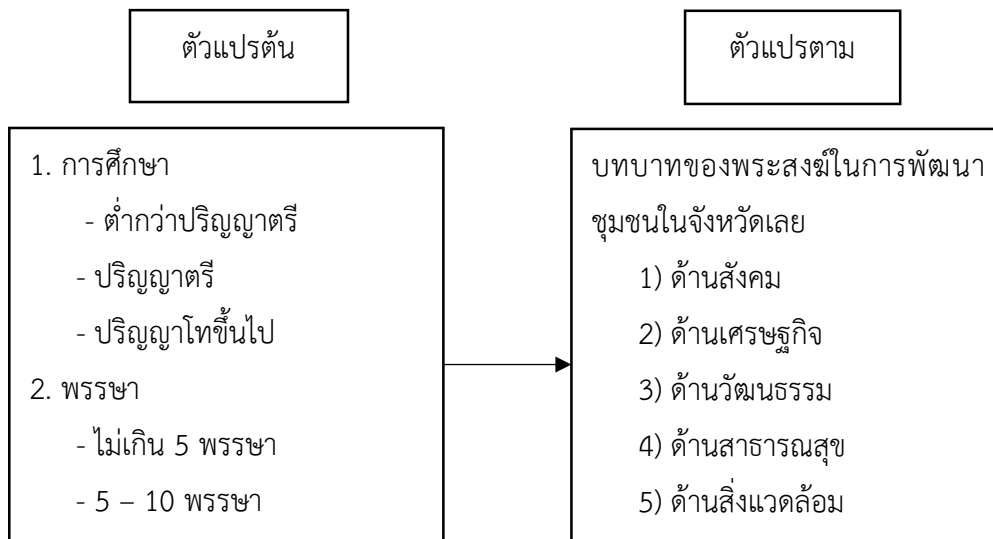 ตัวแปรต้น
1. การศึกษา
- ต่ำกว่าปริญญาตรี
- ปริญญาตรี
- ปริญญาโทขึ้นไป
2. พรรษา
- ไม่เกิน 5 พรรษา
- 5 – 10 พรรษา
ตัวแปรตาม
บทบาทของพระสงฆ์ในการพัฒนา
ชุมชนในจังหวัดเลย
1) ด้านสังคม
2) ด้านเศรษฐกิจ
3) ด้านวัฒนธรรม
4) ด้านสาธารณสุข
5) ด้านสิ่งแวดล้อม